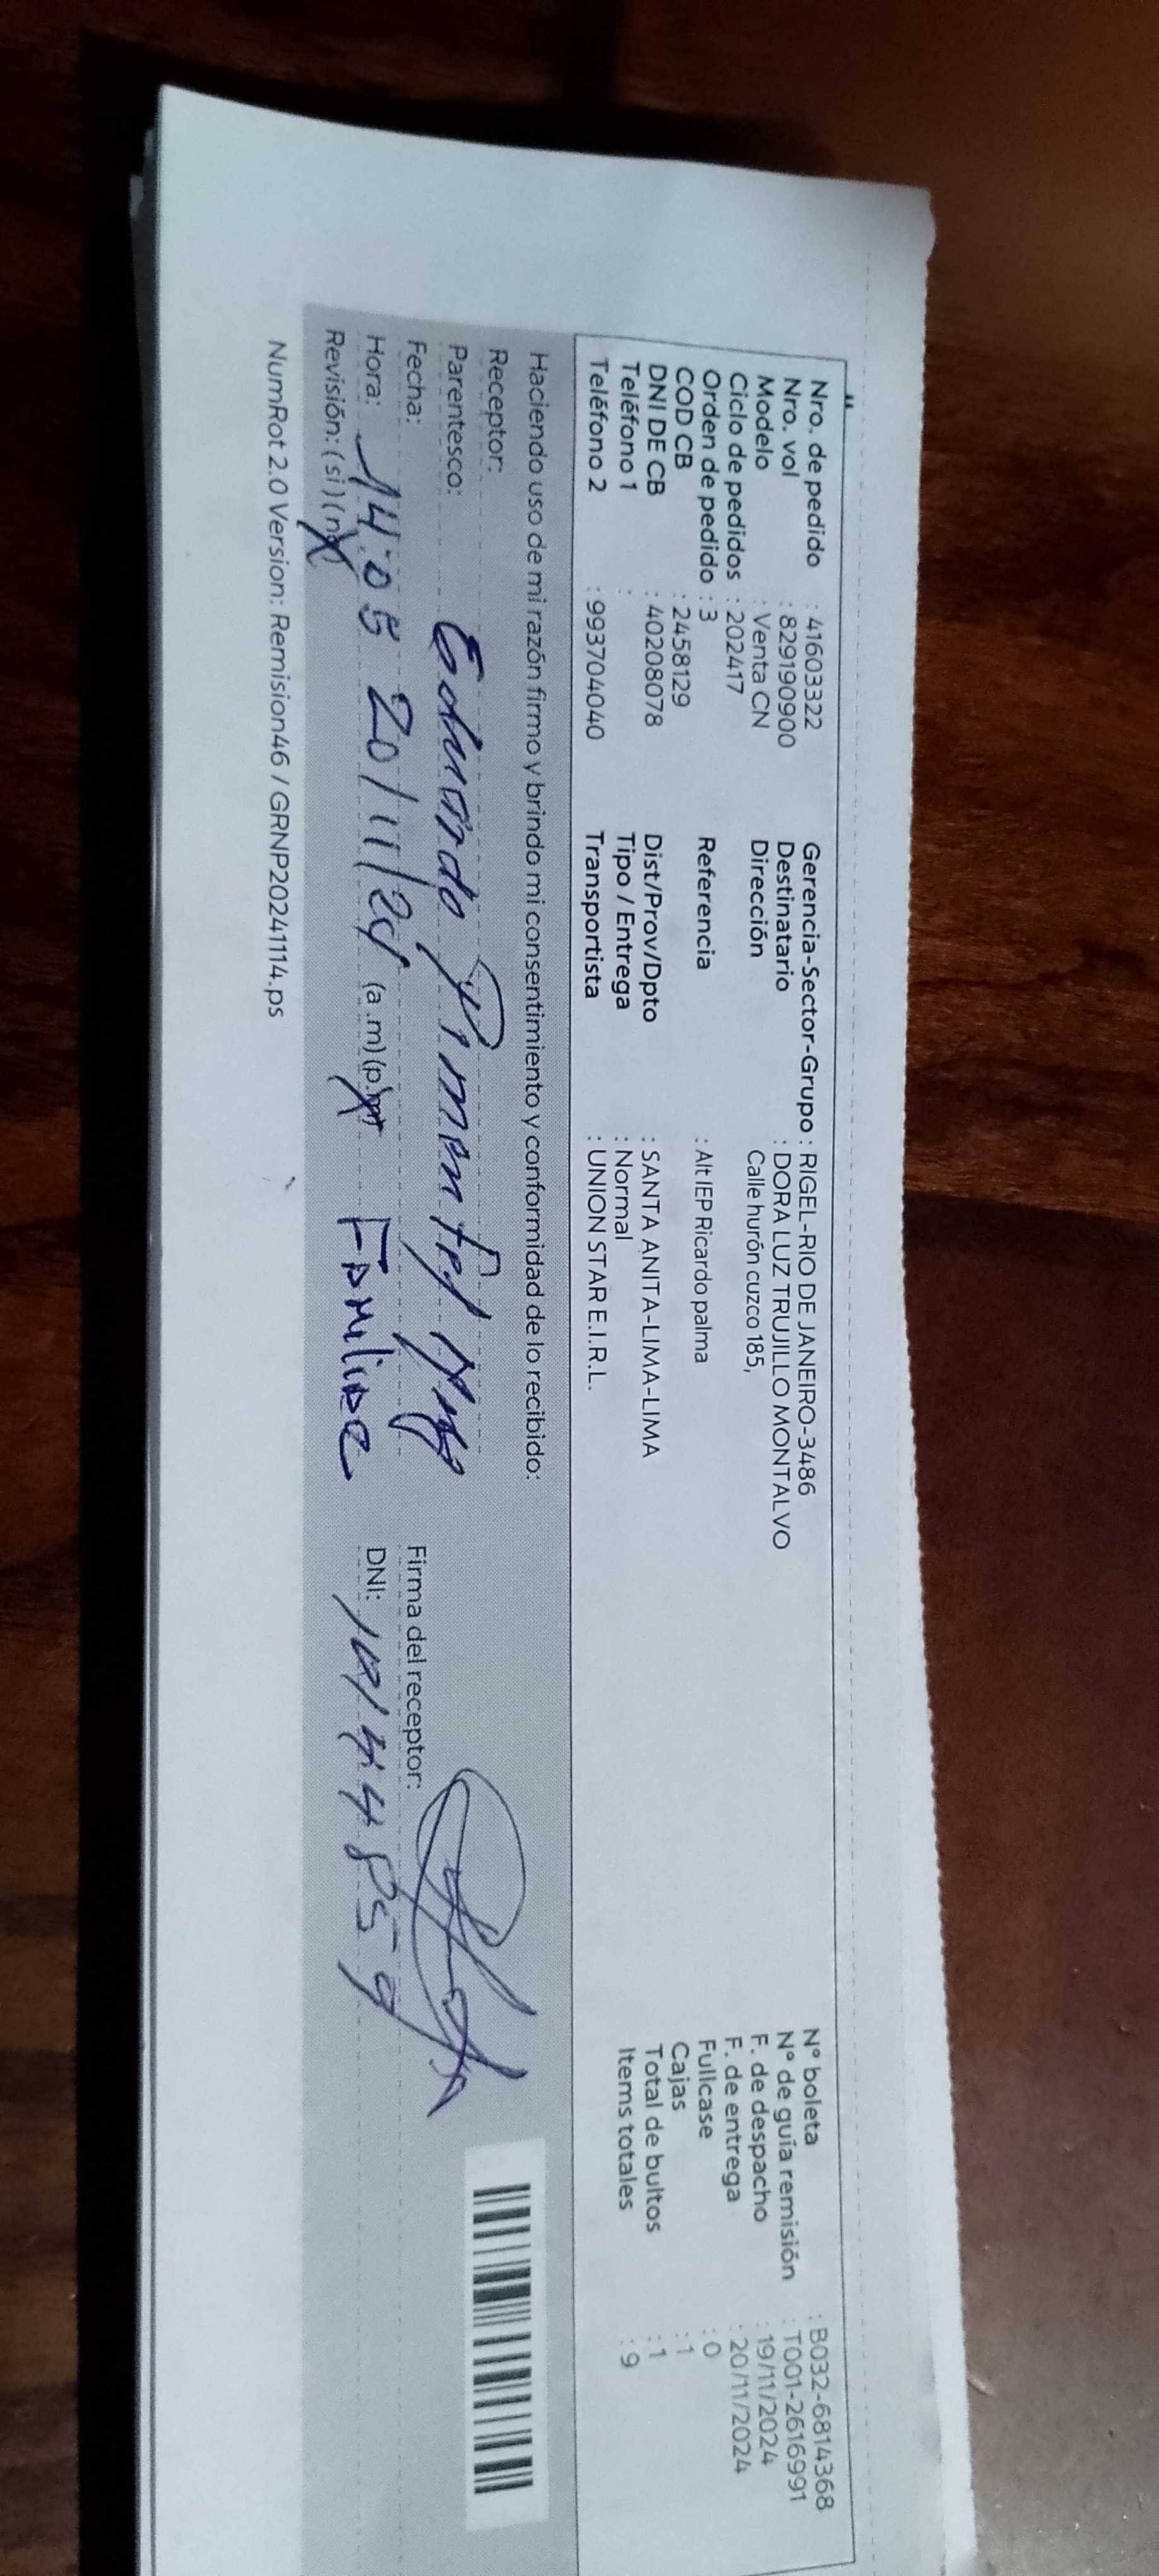 Nro. de pedido : 41603322
Nro. vol : 829190900
Modelo : Venta CN
Ciclo de pedidos : 202417
Orden de pedido : 3
COD CB : 2458129
DNI DE CB : 40208078
Teléfono 1 :
Teléfono 2 : 993704040
Gerencia-Sector-Grupo : RIGEL-RIO DE JANEIRO-3486
Destinatario : DORA LUZ TRUJILLO MONTALVO
Dirección Calle hurón cuzco 185,
Referencia : Alt IEP Ricardo palma
Dist/Prov/Dpto : SANTA ANITA-LIMA-LIMA
Tipo / Entrega : Normal
Transportista : UNION STAR E.I.R.L.
N° boleta : B032-6814368
N° de guía remisión : T001-26169991
F. de despacho : 19/11/2024
F. de entrega : 20/11/2024
Fullcase : 0
Cajas : 1
Total de bultos : 1
Items totales : 9
Haciendo uso de mi razón firmo y brindo mi consentimiento y conformidad de lo recibido:
Receptor:
Parentesco: Eduardo Pimentel
Fecha:
Firma del receptor:
Hora: 14:05 20/11/24 (a .m) (p.m) Familiar DNI: 10144859
Revisión: ( si ) ( no
NumRot 2.0 Version: Remision46 / GRNP20241114.ps